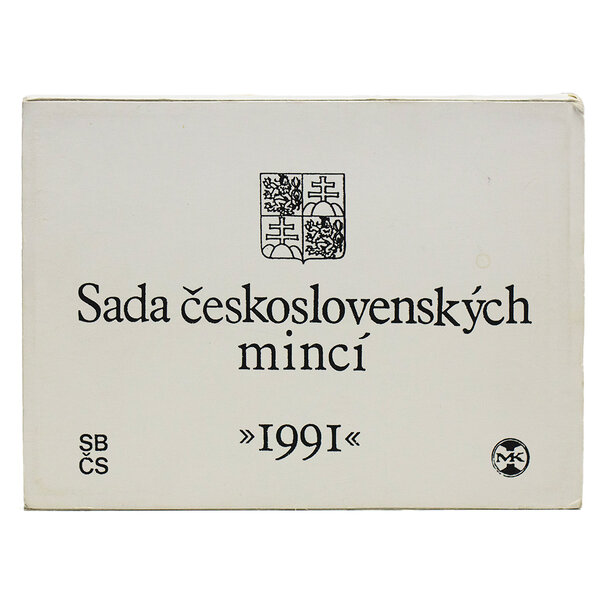 Sada československých
mincí
»1991«
SB
ČS
MK